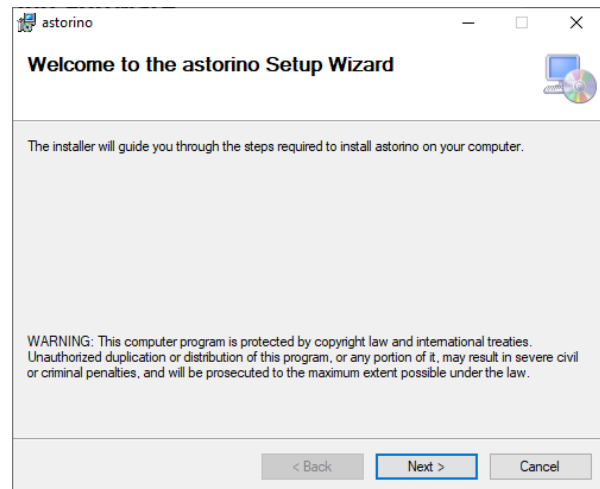 astorino
Welcome to the astorino Setup Wizard
The installer will guide you through the steps required to install astorino on your computer.
WARNING: This computer program is protected by copyright law and international treaties.
Unauthorized duplication or distribution of this program, or any portion of it, may result in severe civil
or criminal penalties, and will be prosecuted to the maximum extent possible under the law.
< Back Next > Cancel